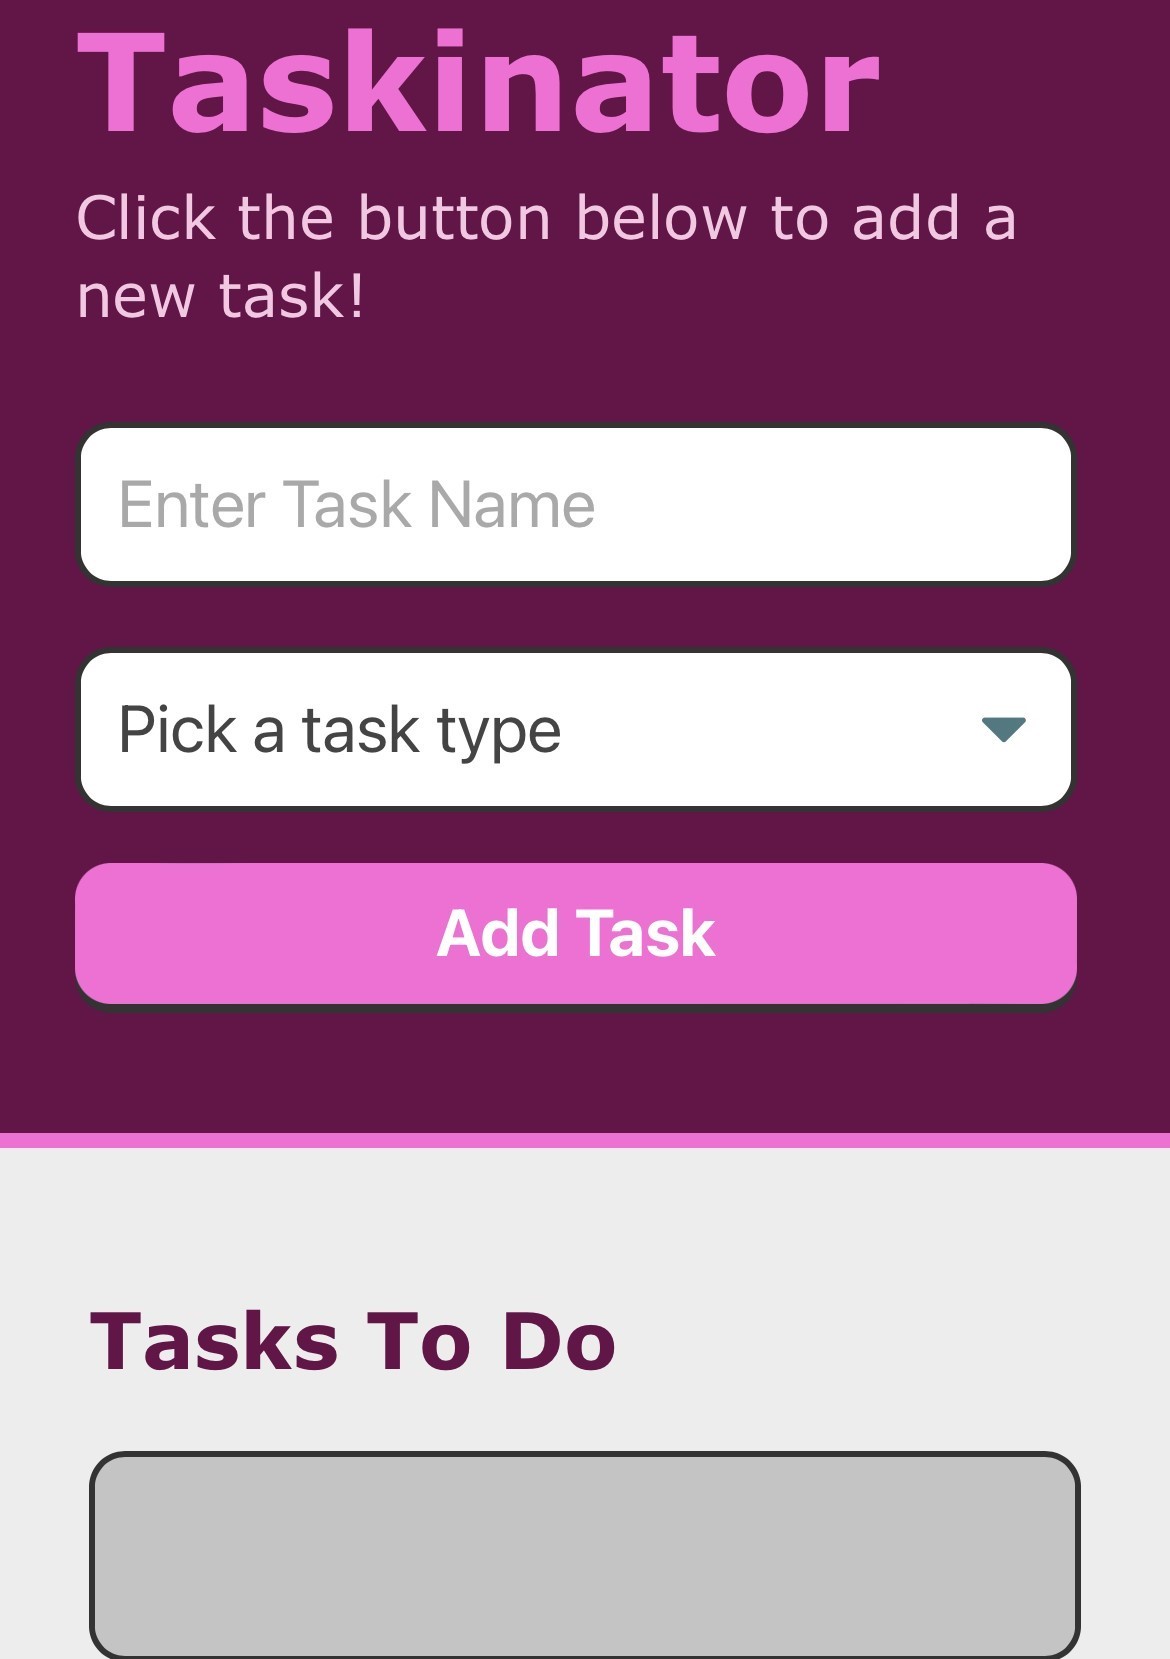 Taskinator
Click the button below to add a
new task!
Enter Task Name
Pick a task type
Add Task
Tasks To Do